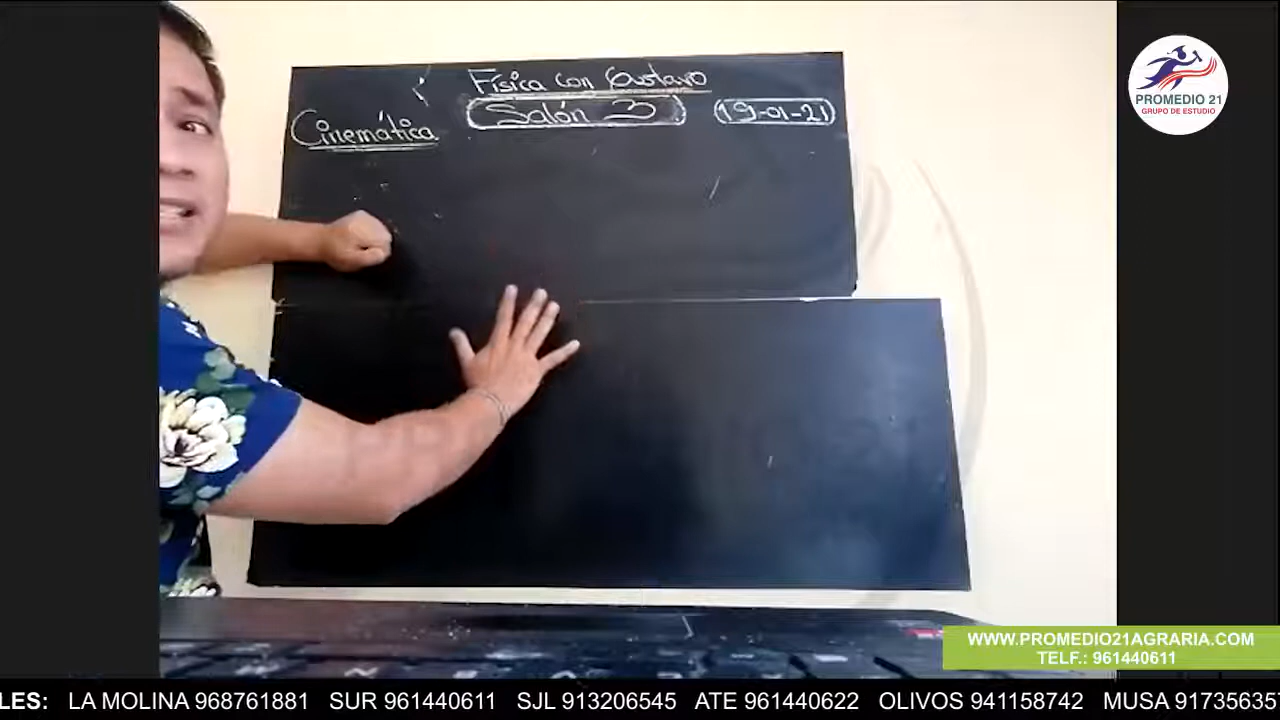 Física con Gustavo
Salón 3
(19-01-21)
Cinemática
PROMEDIO 21
GRUPO DE ESTUDIO
WWW.PROMEDIO21AGRARIA.COM
TELF.: 961440611
LES: LA MOLINA 968761881 SUR 961440611 SJL 913206545 ATE 961440622 OLIVOS 941158742 MUSA 91735635